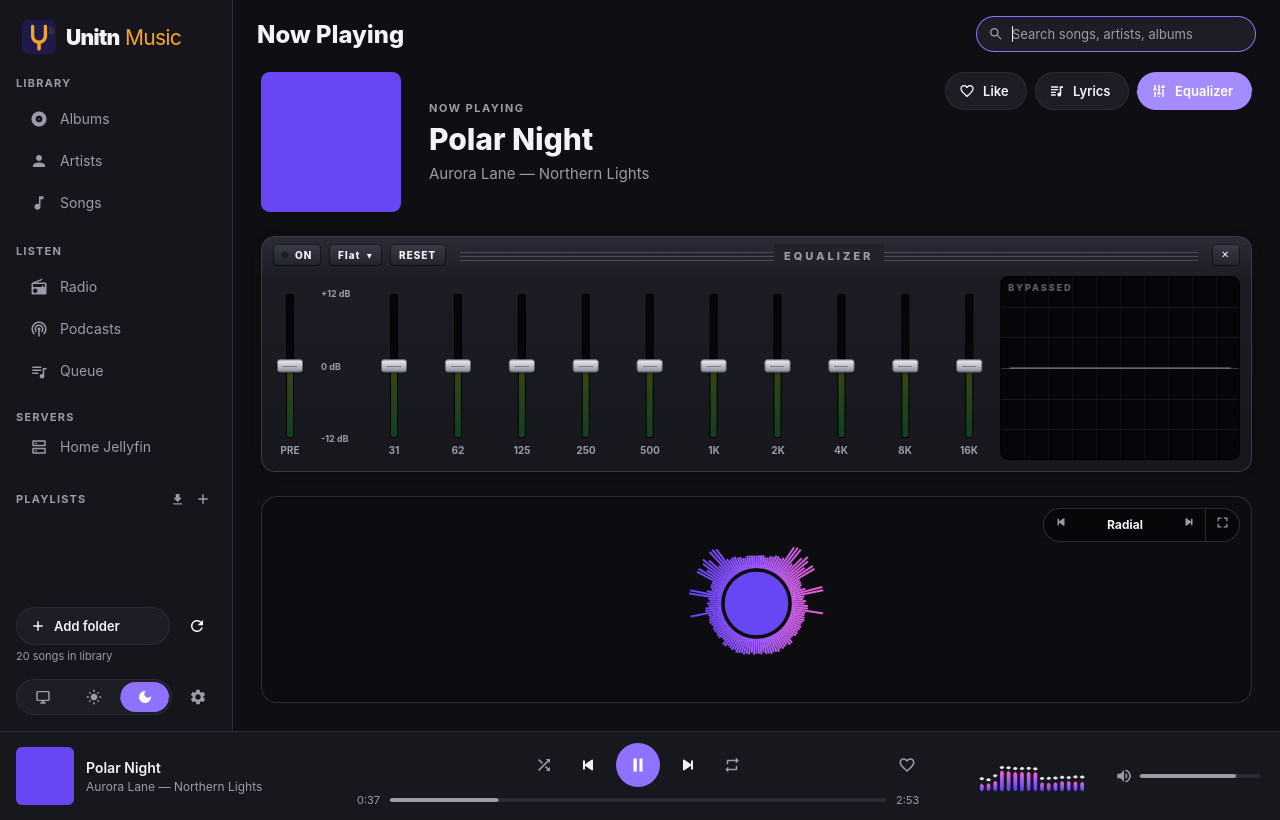 Unitn Music
LIBRARY
Albums
Artists
Songs
LISTEN
Radio
Podcasts
Queue
SERVERS
Home Jellyfin
PLAYLISTS
Add folder
20 songs in library
Now Playing
Search songs, artists, albums
Like
Lyrics
Equalizer
NOW PLAYING
Polar Night
Aurora Lane — Northern Lights
ON
Flat
RESET
EQUALIZER
+12 dB
0 dB
-12 dB
PRE
31
62
125
250
500
1K
2K
4K
8K
16K
BYPASSED
Radial
Polar Night
Aurora Lane — Northern Lights
0:37
2:53